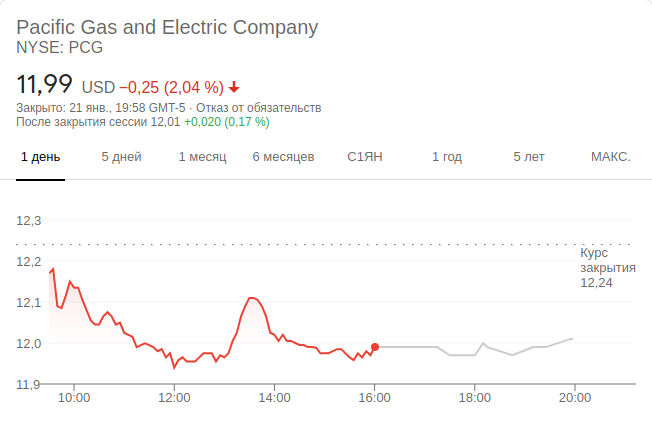 Pacific Gas and Electric Company
NYSE: PCG
11,99 USD −0,25 (2,04 %)
Закрыто: 21 янв., 19:58 GMT-5 · Отказ от обязательств
После закрытия сессии 12,01 +0,020 (0,17 %)
1 день 5 дней 1 месяц 6 месяцев С1ЯН 1 год 5 лет МАКС.
12,3
Курс
закрытия
12,24
12,2
12,1
12,0
11,9
10:00 12:00 14:00 16:00 18:00 20:00